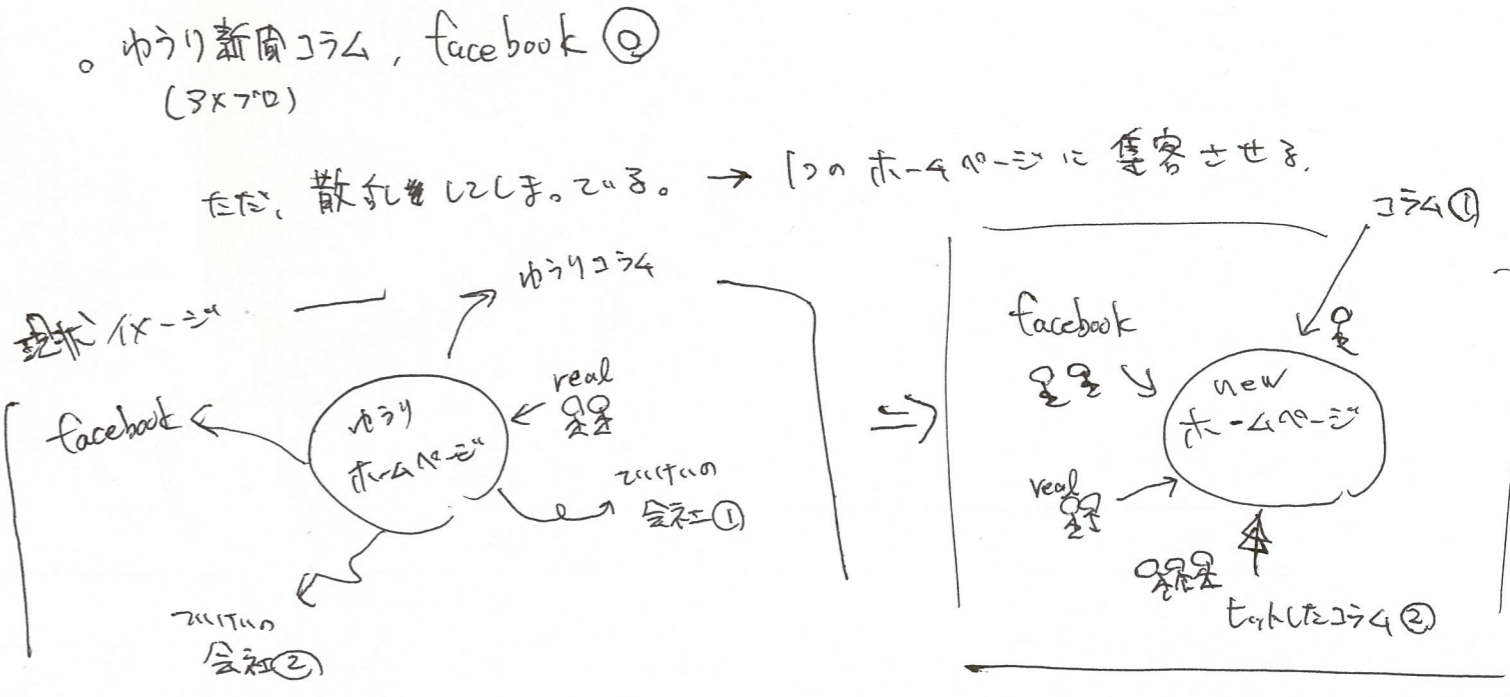 。ゆうり新聞コラム, facebook ◎
(アメブロ)
ただ、散乱してしまっている。→ 1つのホームページに集客させる。
現状イメージ
ゆうりコラム
facebook
real
ゆうり
ホームページ
ていけいの
会社①
ていけいの
会社②
コラム①
facebook
new
ホームページ
real
ヒットしたコラム②